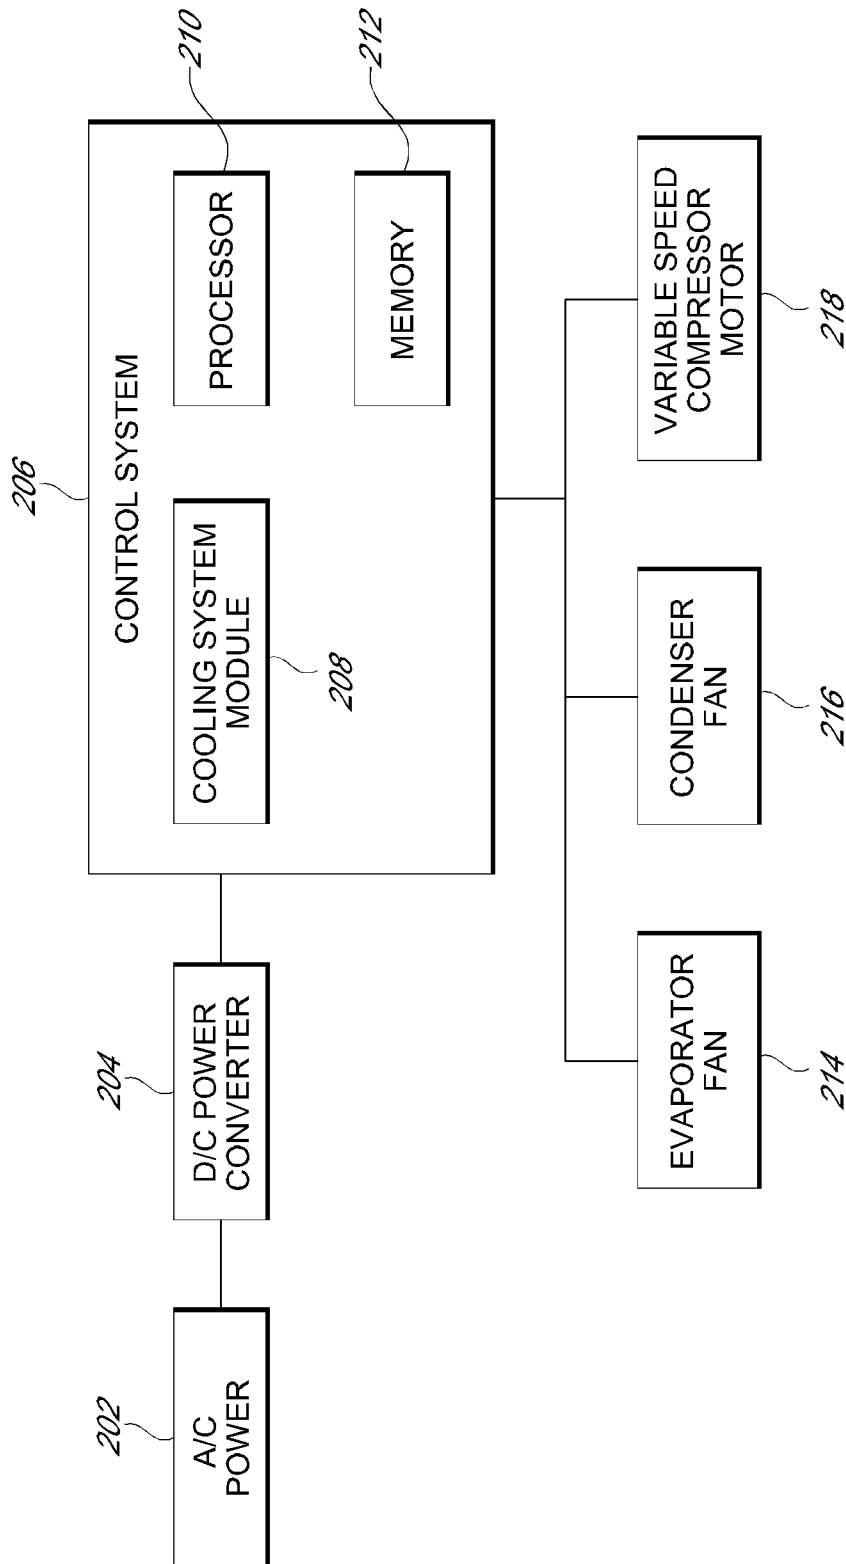 202
A/C
POWER
204
D/C POWER
CONVERTER
206
CONTROL SYSTEM
COOLING SYSTEM
MODULE
208
PROCESSOR
210
MEMORY
212
EVAPORATOR
FAN
214
CONDENSER
FAN
216
VARIABLE SPEED
COMPRESSOR
MOTOR
218